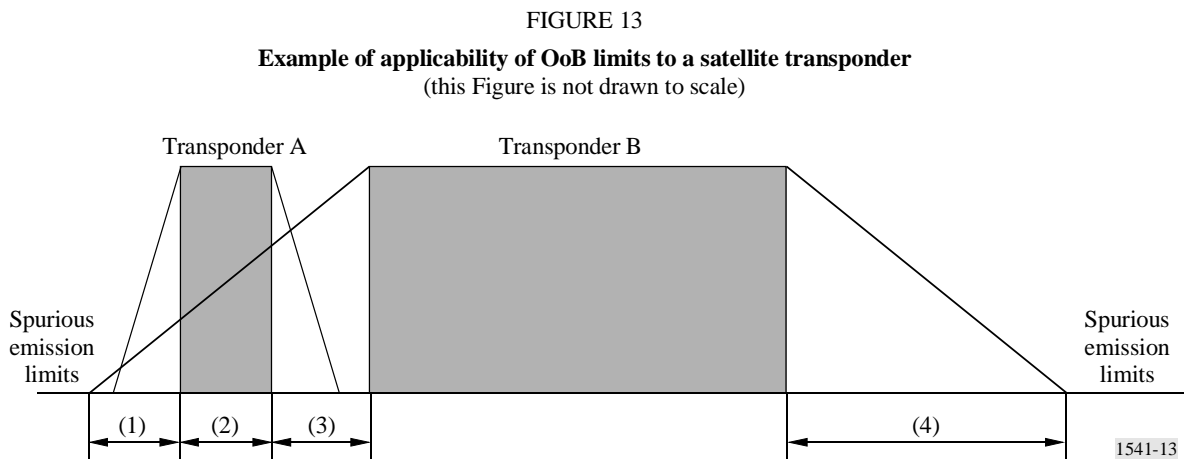 FIGURE 13
Example of applicability of OoB limits to a satellite transponder
(this Figure is not drawn to scale)
Transponder A
Transponder B
Spurious
emission
limits
Spurious
emission
limits
(1)
(2)
(3)
(4)
1541-13